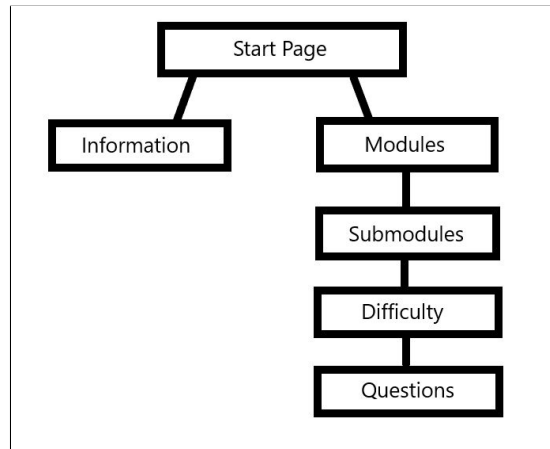 Start Page
Information
Modules
Submodules
Difficulty
Questions